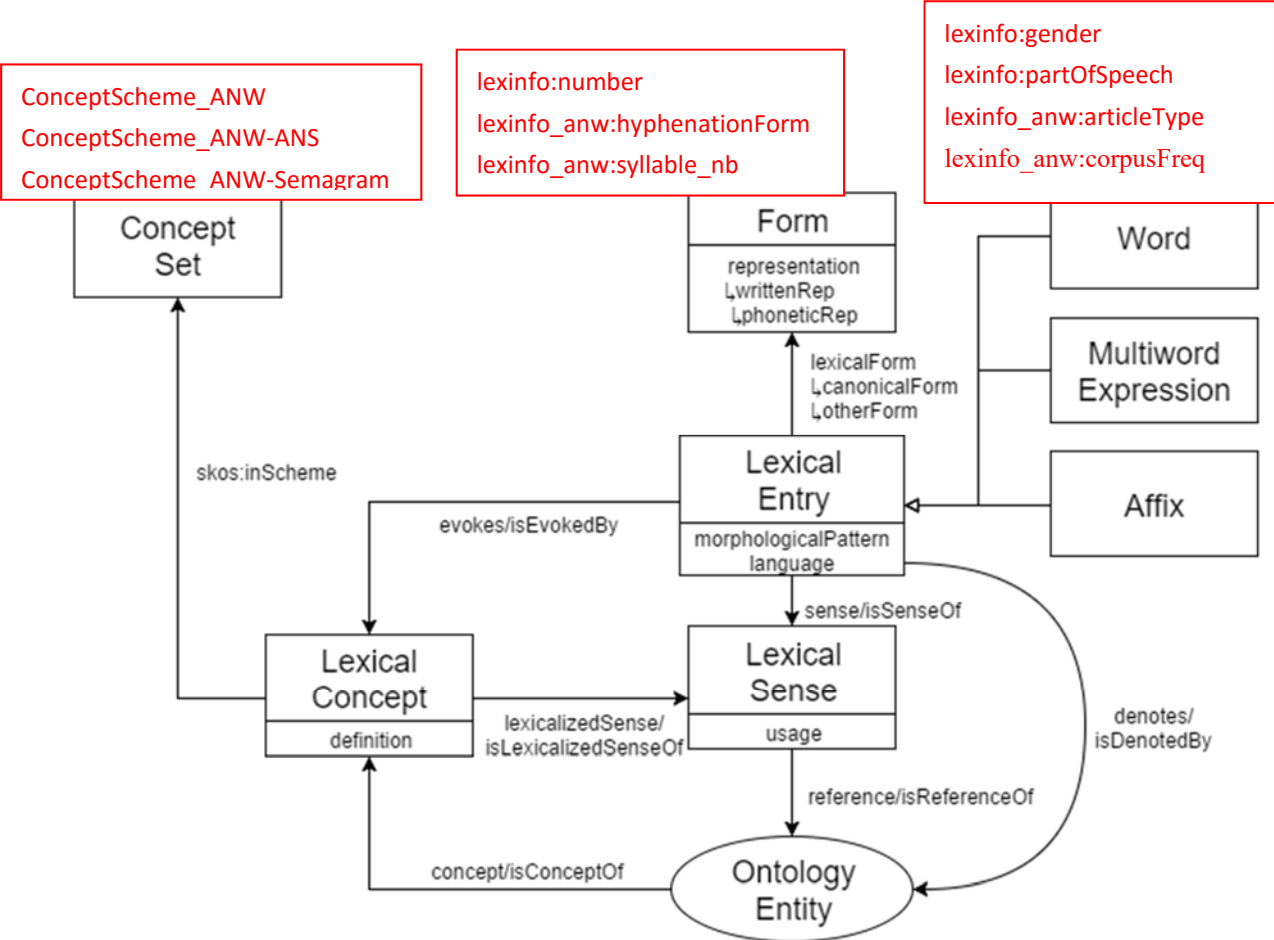 lexinfo:gender
lexinfo:partOfSpeech
lexinfo_anw:articleType
lexinfo_anw:corpusFreq
lexinfo:number
lexinfo_anw:hyphenationForm
lexinfo_anw:syllable_nb
ConceptScheme_ANW
ConceptScheme_ANW-ANS
ConceptScheme_ANW-Semagram
Concept
Set
Form
representation
↳writtenRep
↳phoneticRep
Word
lexicalForm
↳canonicalForm
↳otherForm
Multiword
Expression
skos:inScheme
Lexical
Entry
morphologicalPattern
language
Affix
evokes/isEvokedBy
sense/isSenseOf
Lexical
Concept
definition
lexicalizedSense/
isLexicalizedSenseOf
Lexical
Sense
usage
denotes/
isDenotedBy
reference/isReferenceOf
concept/isConceptOf
Ontology
Entity